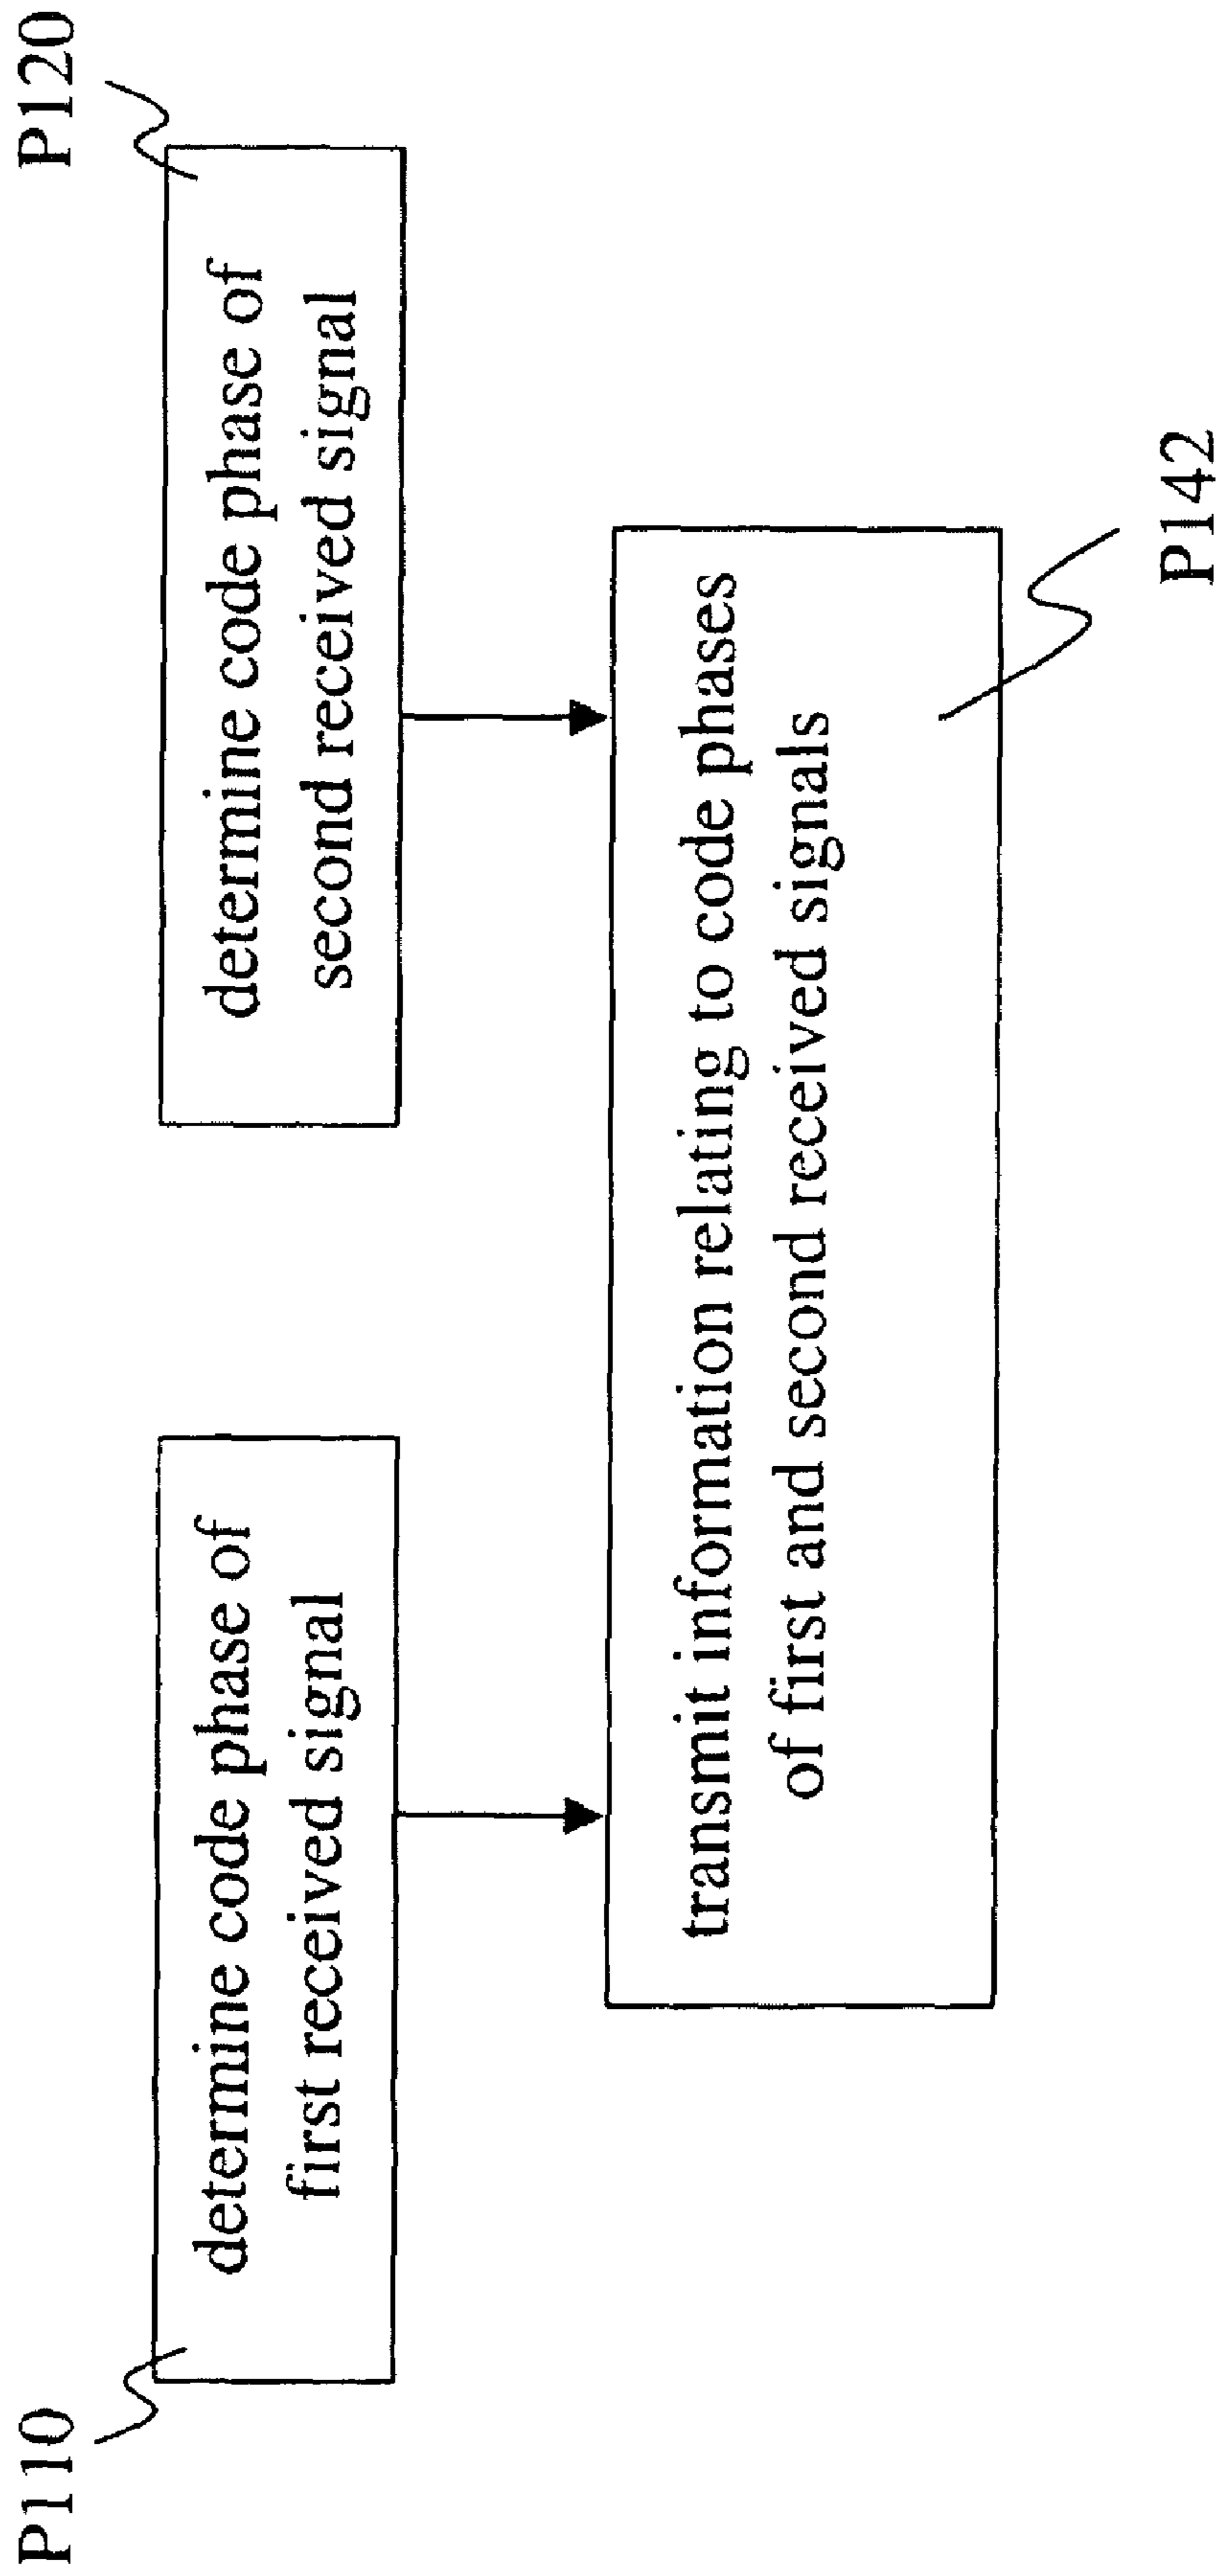 P110
determine code phase of
first received signal
P120
determine code phase of
second received signal
transmit information relating to code phases
of first and second received signals
P142